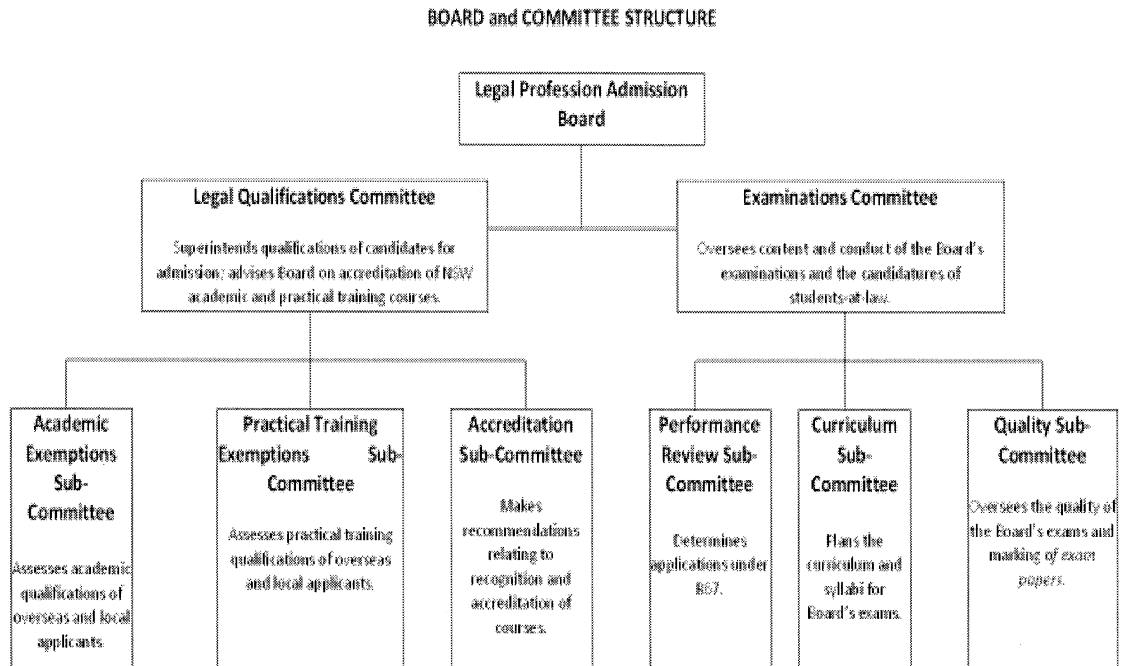 BOARD and COMMITTEE STRUCTURE
Legal Profession Admission
Board
Legal Qualifications Committee
Superintends qualifications of candidates for
admission; advises Board on accreditation of NSW
academic and practical training courses.
Examinations Committee
Oversees content and conduct of the Board's
examinations and the candidatures of
students-at-law.
Academic
Exemptions
Sub-
Committee
Assesses academic
qualifications of
overseas and local
applicants.
Practical Training
Exemptions Sub-
Committee
Assesses practical training
qualifications of overseas
and local applicants.
Accreditation
Sub-Committee
Makes
recommendations
relating to
recognition and
accreditation of
courses.
Performance
Review Sub-
Committee
Determines
applications under
B67.
Curriculum
Sub-
Committee
Plans the
curriculum and
syllabi for
Board's exams.
Quality Sub-
Committee
Oversees the quality of
the Board's exams and
marking of exam
papers.